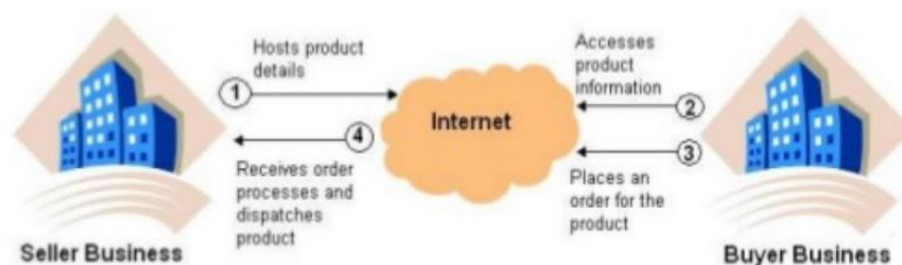 Hosts product
details
1
4
Receives order
processes and
dispatches
product
Seller Business
Internet
Accesses
product
information
2
3
Places an
order for the
product
Buyer Business